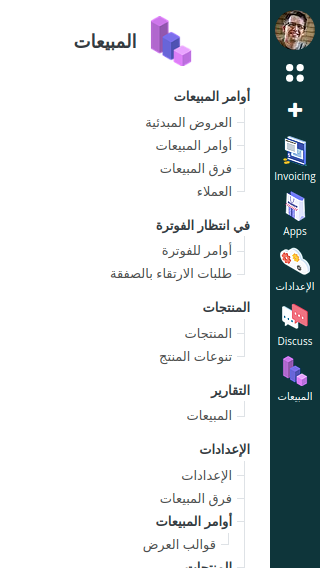 المبيعات
أوامر المبيعات
العروض المبدئية
أوامر المبيعات
فرق المبيعات
العملاء
في انتظار الفوترة
أوامر للفوترة
طلبات الارتقاء بالصفقة
المنتجات
المنتجات
تنوعات المنتج
التقارير
المبيعات
الإعدادات
الإعدادات
فرق المبيعات
أوامر المبيعات
قوالب العرض
المنتجات
Invoicing
Apps
الإعدادات
Discuss
المبيعات